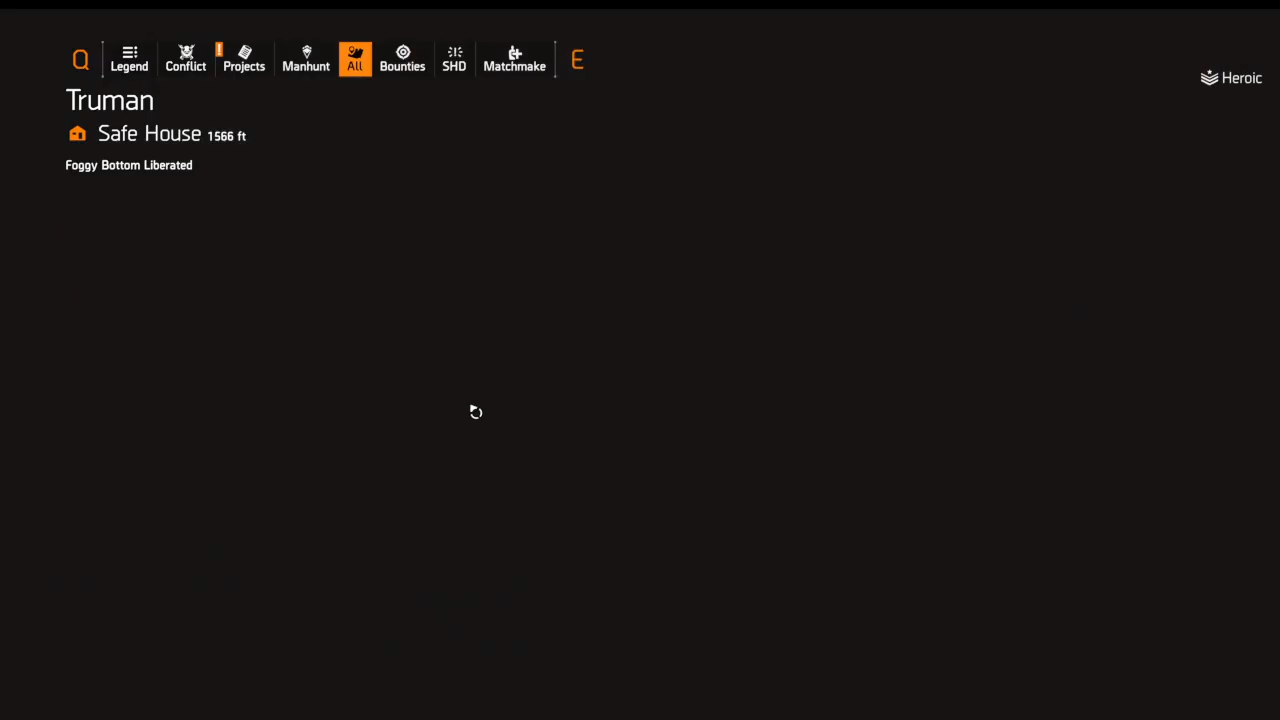 Q Legend Conflict ! Projects Manhunt All Bounties SHD Matchmake E
Heroic
Truman
Safe House 1566 ft
Foggy Bottom Liberated